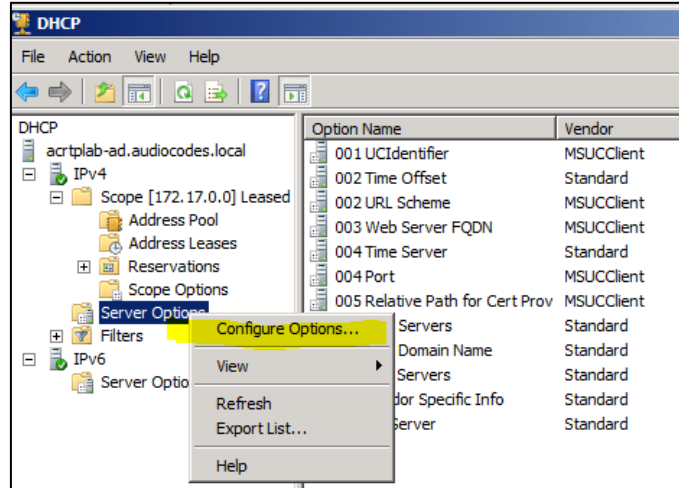 DHCP
File Action View Help
DHCP
acrtplab-ad.audiocodes.local
IPv4
Scope [172.17.0.0] Leased
Address Pool
Address Leases
Reservations
Scope Options
Server Options
Filters
IPv6
Server Optio
Option Name Vendor
001 UCIdentifier MSUCClient
002 Time Offset Standard
002 URL Scheme MSUCClient
003 Web Server FQDN MSUCClient
004 Time Server Standard
004 Port MSUCClient
005 Relative Path for Cert Prov MSUCClient
Servers Standard
Domain Name Standard
Servers Standard
dor Specific Info Standard
Server Standard
Configure Options...
View
Refresh
Export List...
Help